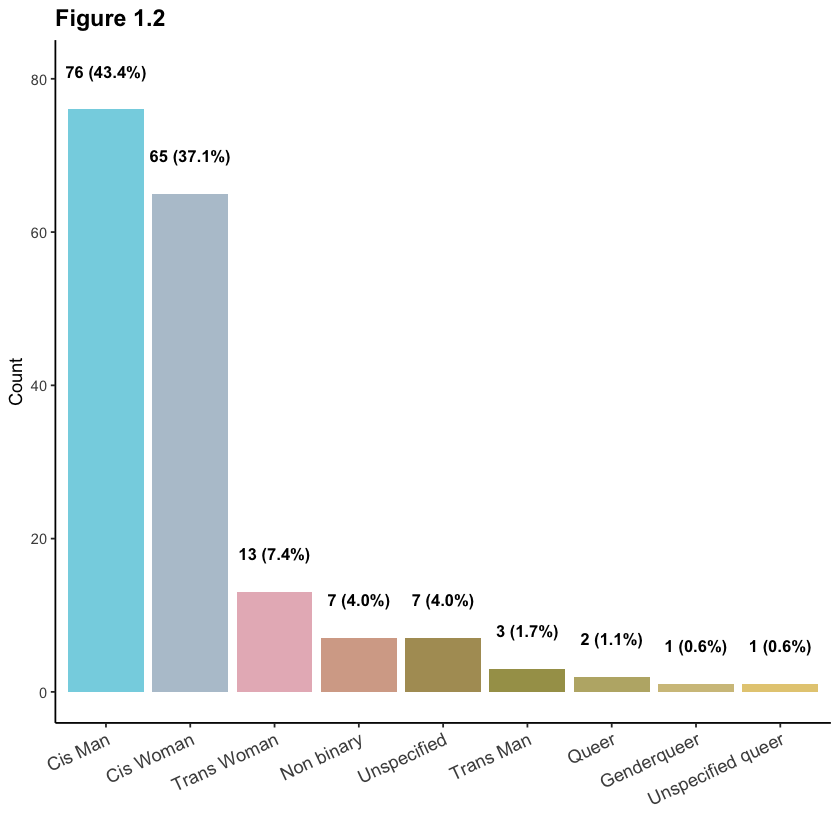 Figure 1.2
80
60
40
20
0
Count
76 (43.4%)
65 (37.1%)
13 (7.4%)
7 (4.0%)
7 (4.0%)
3 (1.7%)
2 (1.1%)
1 (0.6%)
1 (0.6%)
Cis Man
Cis Woman
Trans Woman
Non binary
Unspecified
Trans Man
Queer
Genderqueer
Unspecified queer